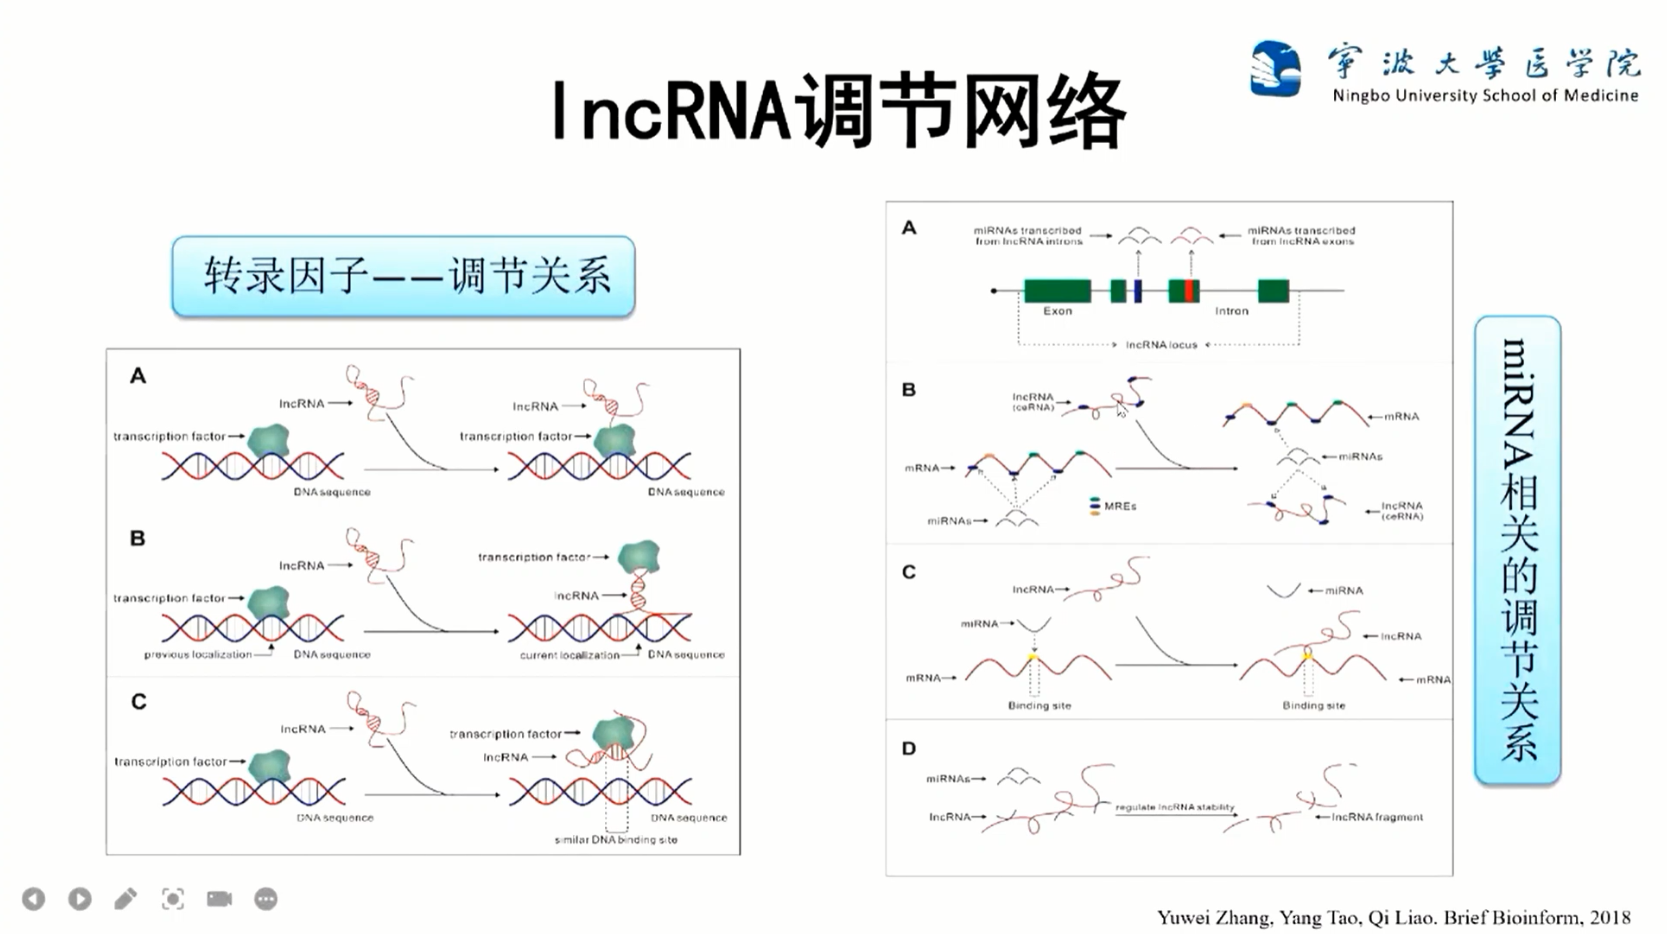 宁波大学医学院
Ningbo University School of Medicine
lncRNA调节网络
转录因子——调节关系
A
lncRNA
transcription factor
DNA sequence
lncRNA
transcription factor
DNA sequence
B
lncRNA
transcription factor
previous localization
DNA sequence
transcription factor
lncRNA
current localization
DNA sequence
C
lncRNA
transcription factor
DNA sequence
transcription factor
lncRNA
DNA sequence
similar DNA binding site
A
miRNAs transcribed
from lncRNA introns
miRNAs transcribed
from lncRNA exons
Exon
Intron
lncRNA locus
B
lncRNA
(ceRNA)
mRNA
miRNAs
MREs
mRNA
miRNAs
lncRNA
(ceRNA)
C
lncRNA
miRNA
mRNA
Binding site
miRNA
lncRNA
mRNA
Binding site
D
miRNAs
lncRNA
regulate lncRNA stability
lncRNA fragment
miRNA相关的调节关系
Yuwei Zhang, Yang Tao, Qi Liao. Brief Bioinform, 2018